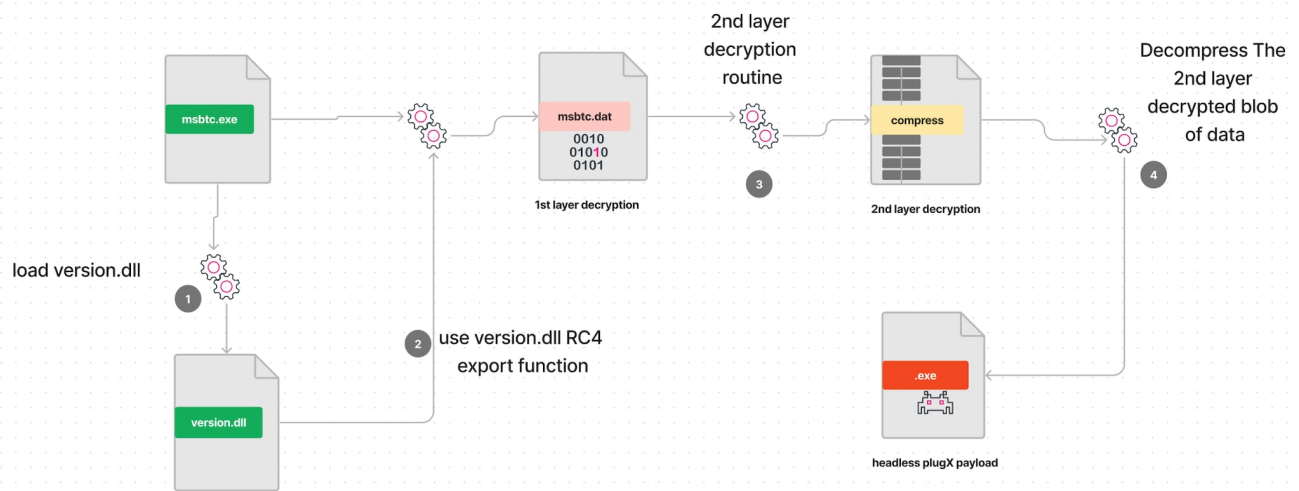 msbtc.exe
load version.dll
1
version.dll
2
use version.dll RC4
export function
msbtc.dat
0010
01010
0101
1st layer decryption
2nd layer
decryption
routine
3
compress
2nd layer decryption
Decompress The
2nd layer
decrypted blob
of data
4
.exe
headless plugX payload